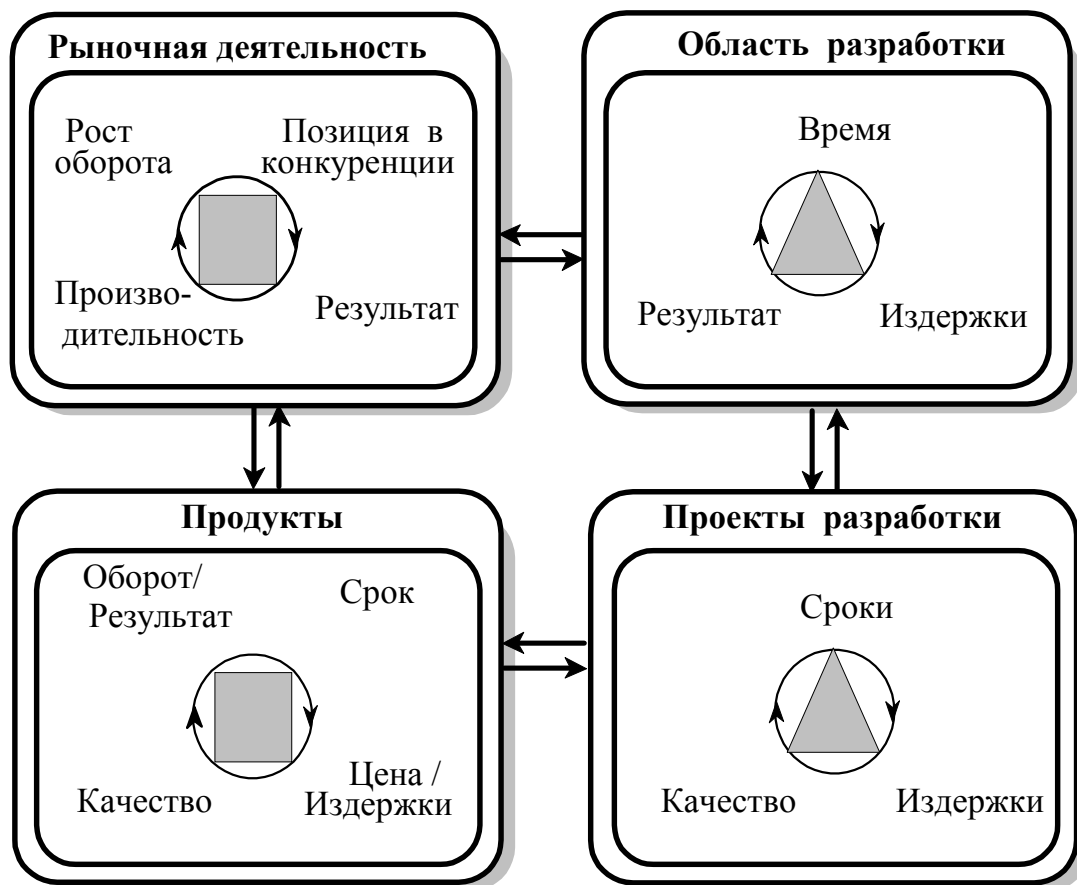 Рыночная деятельность
Рост
оборота
Позиция в
конкуренции
Произво-
дительность
Результат
Область разработки
Время
Результат
Издержки
Продукты
Оборот/
Результат
Срок
Качество
Цена /
Издержки
Проекты разработки
Сроки
Качество
Издержки